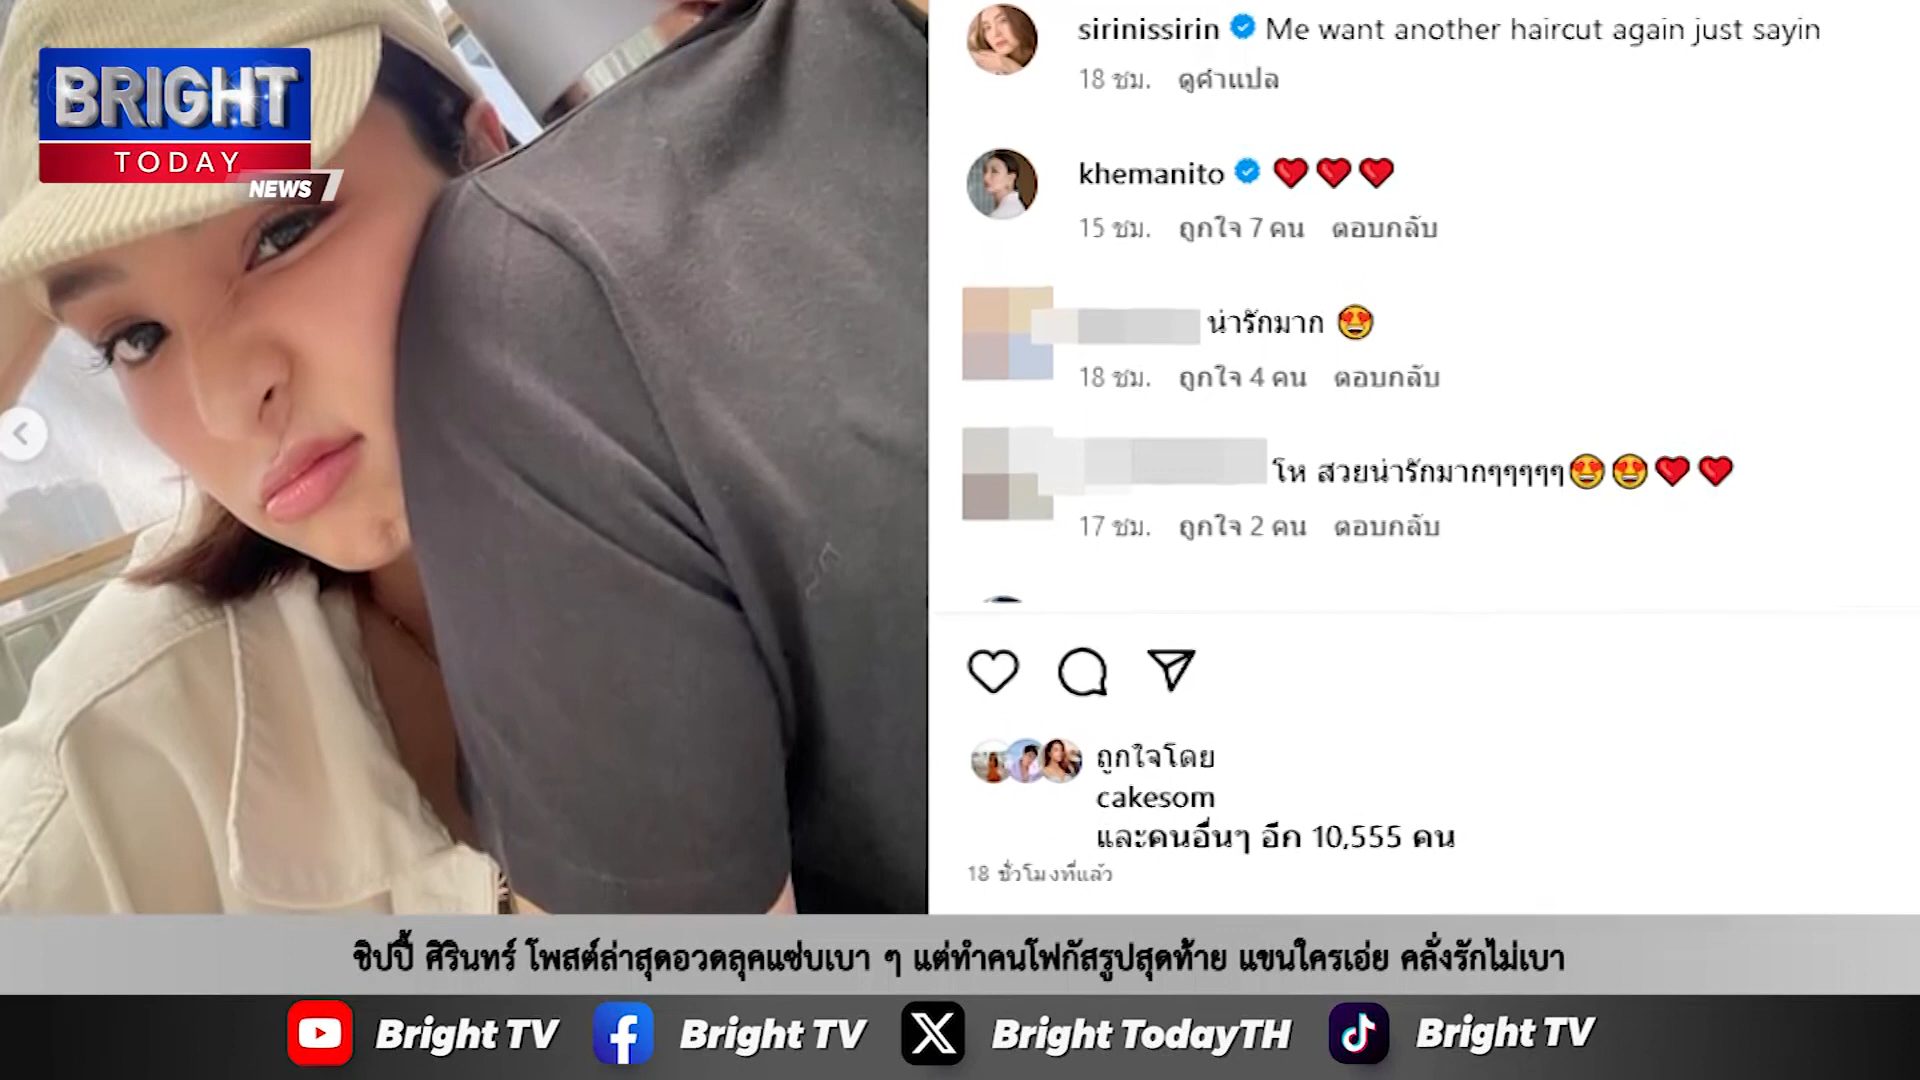 BRIGHT
TODAY
NEWS
sirinissirin Me want another haircut again just sayin
18 ชม. ดูคำแปล
khemanito ❤❤❤
15 ชม. ถูกใจ 7 คน ตอบกลับ
น่ารักมาก 😍
18 ชม. ถูกใจ 4 คน ตอบกลับ
โห สวยน่ารักมากๆๆๆๆๆ😍😍❤❤
17 ชม. ถูกใจ 2 คน ตอบกลับ
ถูกใจโดย
cakesom
และคนอื่นๆ อีก 10,555 คน
18 ชั่วโมงที่แล้ว
ชิปปี้ ศิรินทร์ โพสต์ล่าสุดอวดลุคแซ่บเบา ๆ แต่ทำคนโฟกัสรูปสุดท้าย แขนใครเอ่ย คลั่งรักไม่เบา
Bright TV Bright TV Bright TodayTH Bright TV